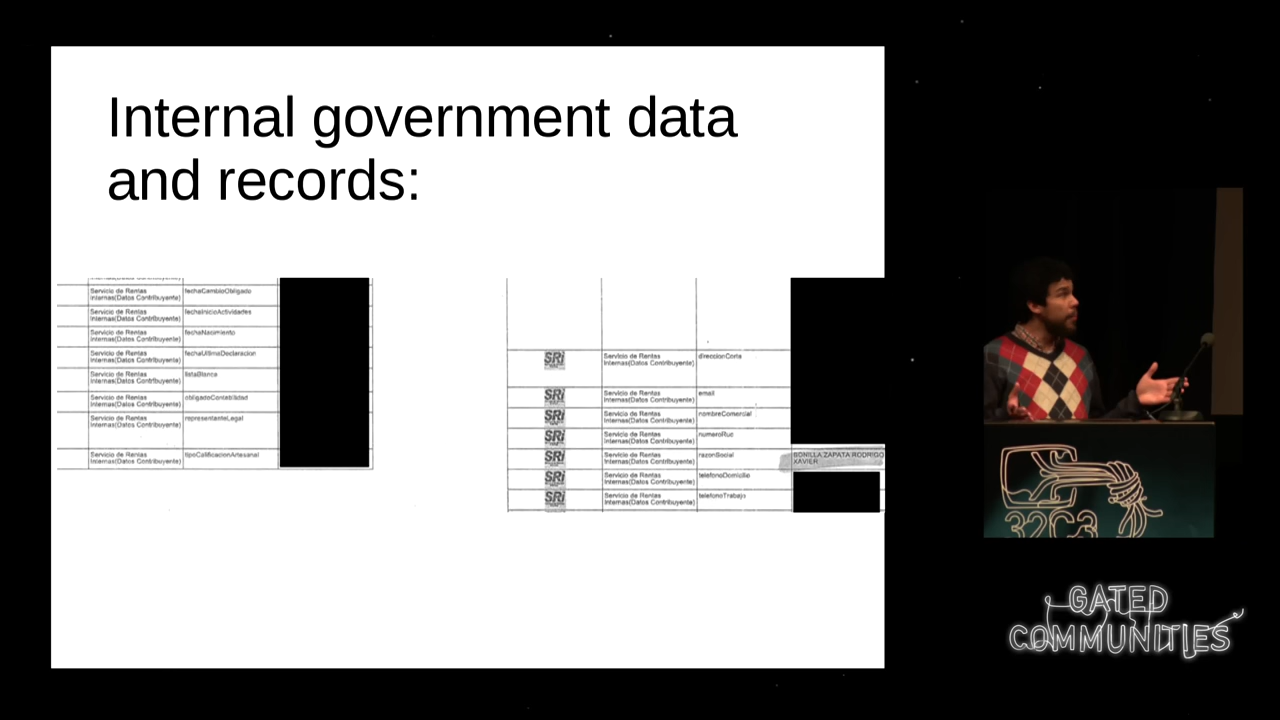 Internal government data
and records:
Servicio de Rentas
Internas(Datos Contribuyente)
fechaCambioObligado
Servicio de Rentas
Internas(Datos Contribuyente)
fechaInicioActividades
Servicio de Rentas
Internas(Datos Contribuyente)
fechaNacimiento
Servicio de Rentas
Internas(Datos Contribuyente)
fechaUltimaDeclaracion
Servicio de Rentas
Internas(Datos Contribuyente)
listaBlanca
Servicio de Rentas
Internas(Datos Contribuyente)
obligadoContabilidad
Servicio de Rentas
Internas(Datos Contribuyente)
representanteLegal
Servicio de Rentas
Internas(Datos Contribuyente)
tipoCalificacionArtesanal
SRi
Servicio de Rentas
Internas(Datos Contribuyente)
direccionCorta
SRi
Servicio de Rentas
Internas(Datos Contribuyente)
email
SRi
Servicio de Rentas
Internas(Datos Contribuyente)
nombreComercial
SRi
Servicio de Rentas
Internas(Datos Contribuyente)
numeroRuc
SRi
Servicio de Rentas
Internas(Datos Contribuyente)
razonSocial
BONILLA ZAPATA RODRIGO
XAVIER
SRi
Servicio de Rentas
Internas(Datos Contribuyente)
telefonoDomicilio
SRi
Servicio de Rentas
Internas(Datos Contribuyente)
telefonoTrabajo
32C3
GATED
COMMUNITIES